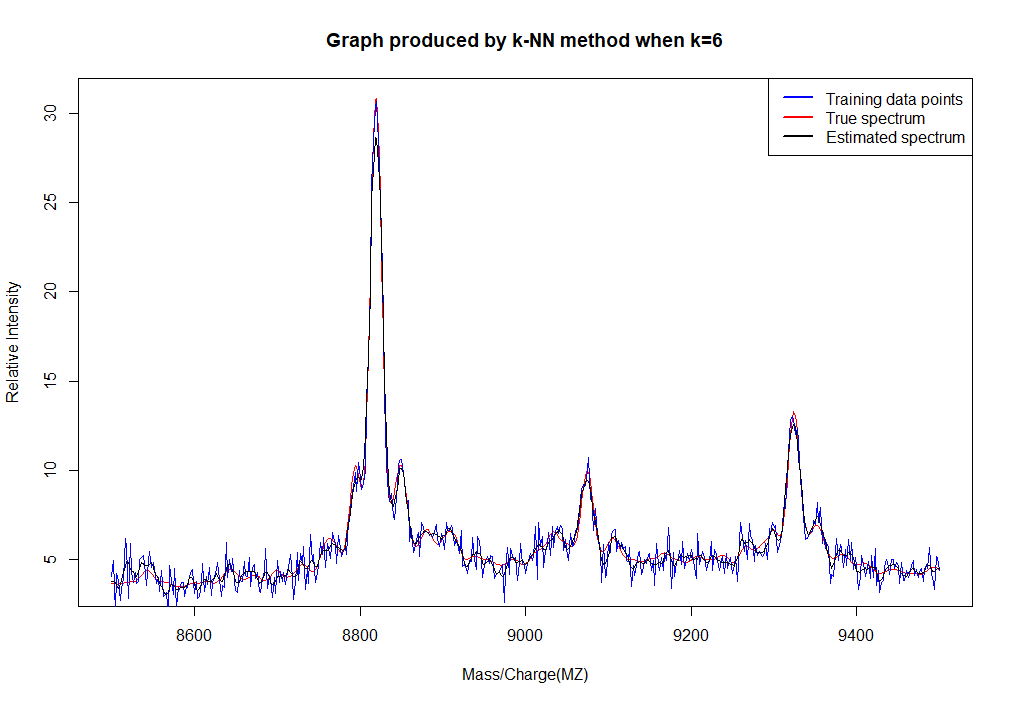 Graph produced by k-NN method when k=6
Training data points
True spectrum
Estimated spectrum
Relative Intensity
30
25
20
15
10
5
8600 8800 9000 9200 9400
Mass/Charge(MZ)